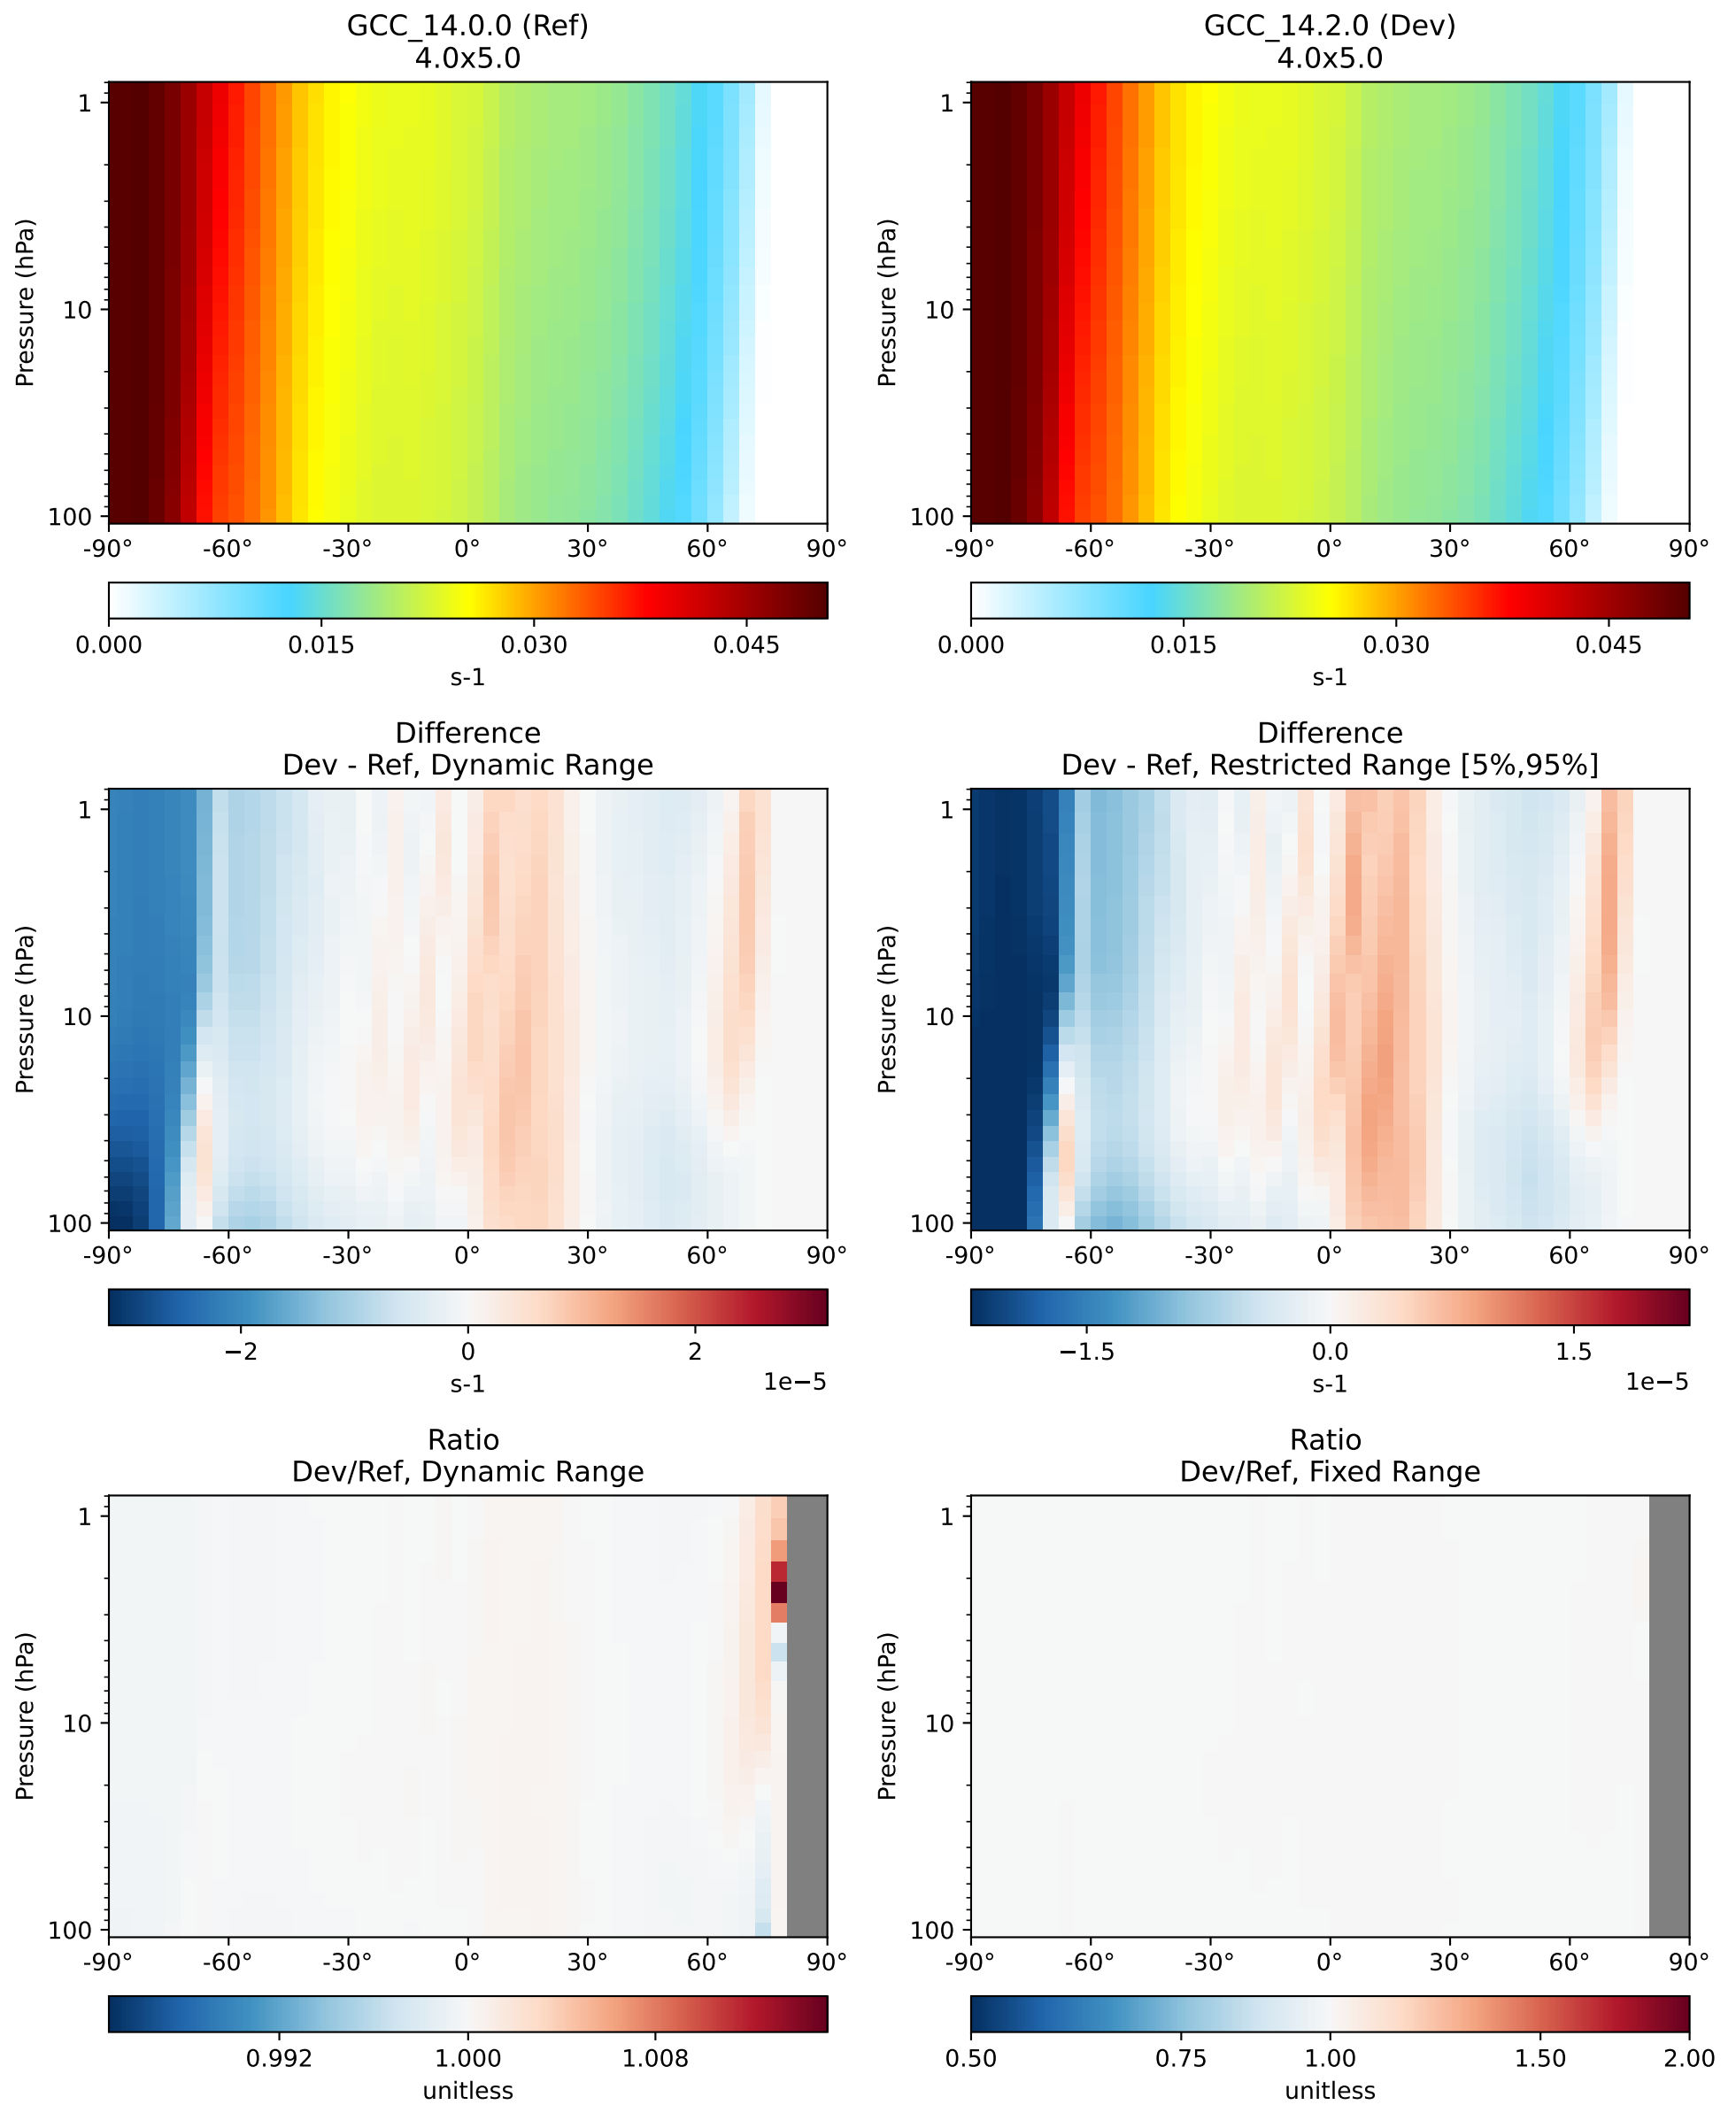 GCC_14.0.0 (Ref)
4.0x5.0
Pressure (hPa)
1
10
100
-90° -60° -30° 0° 30° 60° 90°
0.000 0.015 0.030 0.045
s-1
GCC_14.2.0 (Dev)
4.0x5.0
Pressure (hPa)
1
10
100
-90° -60° -30° 0° 30° 60° 90°
0.000 0.015 0.030 0.045
s-1
Difference
Dev - Ref, Dynamic Range
Pressure (hPa)
1
10
100
-90° -60° -30° 0° 30° 60° 90°
−2 0 2
s-1
1e−5
Difference
Dev - Ref, Restricted Range [5%,95%]
Pressure (hPa)
1
10
100
-90° -60° -30° 0° 30° 60° 90°
−1.5 0.0 1.5
s-1
1e−5
Ratio
Dev/Ref, Dynamic Range
Pressure (hPa)
1
10
100
-90° -60° -30° 0° 30° 60° 90°
0.992 1.000 1.008
unitless
Ratio
Dev/Ref, Fixed Range
Pressure (hPa)
1
10
100
-90° -60° -30° 0° 30° 60° 90°
0.50 0.75 1.00 1.50 2.00
unitless